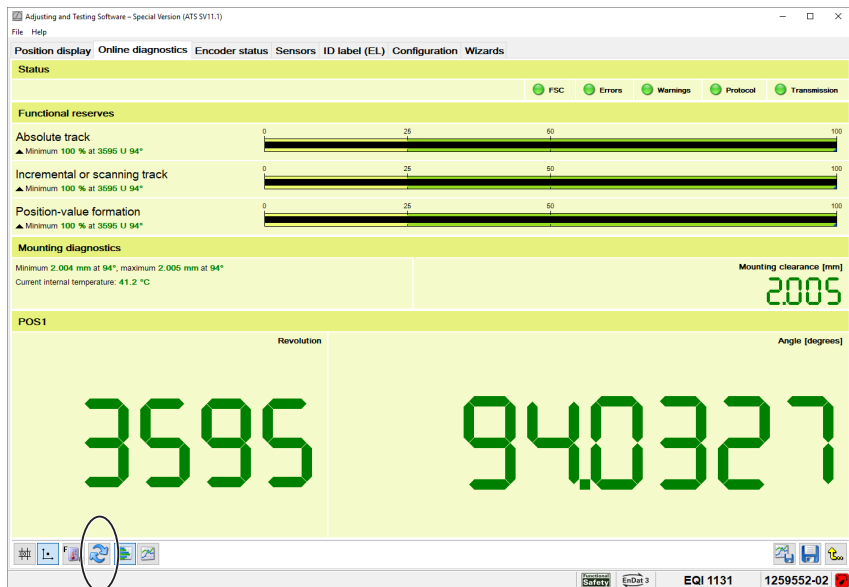 Adjusting and Testing Software – Special Version (ATS SV11.1)
File Help
Position display Online diagnostics Encoder status Sensors ID label (EL) Configuration Wizards
Status
FSC Errors Warnings Protocol Transmission
Functional reserves
Absolute track
0 25 50 100
Minimum 100 % at 3595 U 94°
Incremental or scanning track
0 25 50 100
Minimum 100 % at 3595 U 94°
Position-value formation
0 25 50 100
Minimum 100 % at 3595 U 94°
Mounting diagnostics
Minimum 2.004 mm at 94°, maximum 2.005 mm at 94°
Current internal temperature: 41.2 °C
Mounting clearance [mm]
2.005
POS1
Revolution
3595
Angle [degrees]
94.0327
F
Functional Safety EnDat 3 EQI 1131 1259552-02